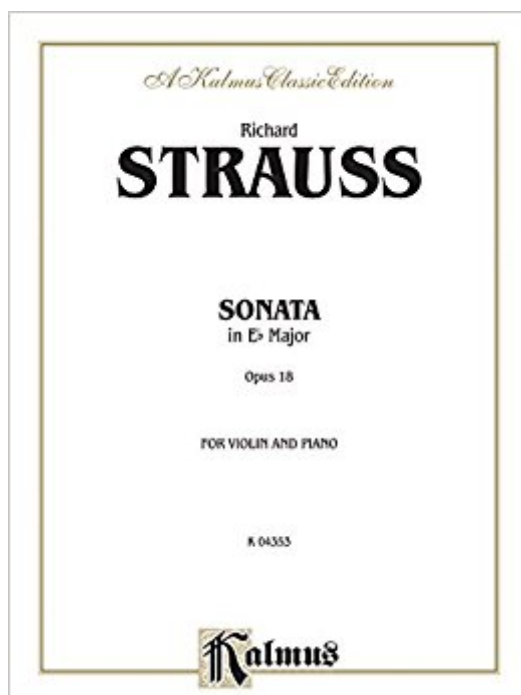 A Kalmus Classic Edition
Richard
STRAUSS
SONATA
in E♭ Major
Opus 18
FOR VIOLIN AND PIANO
K 04353
Kalmus